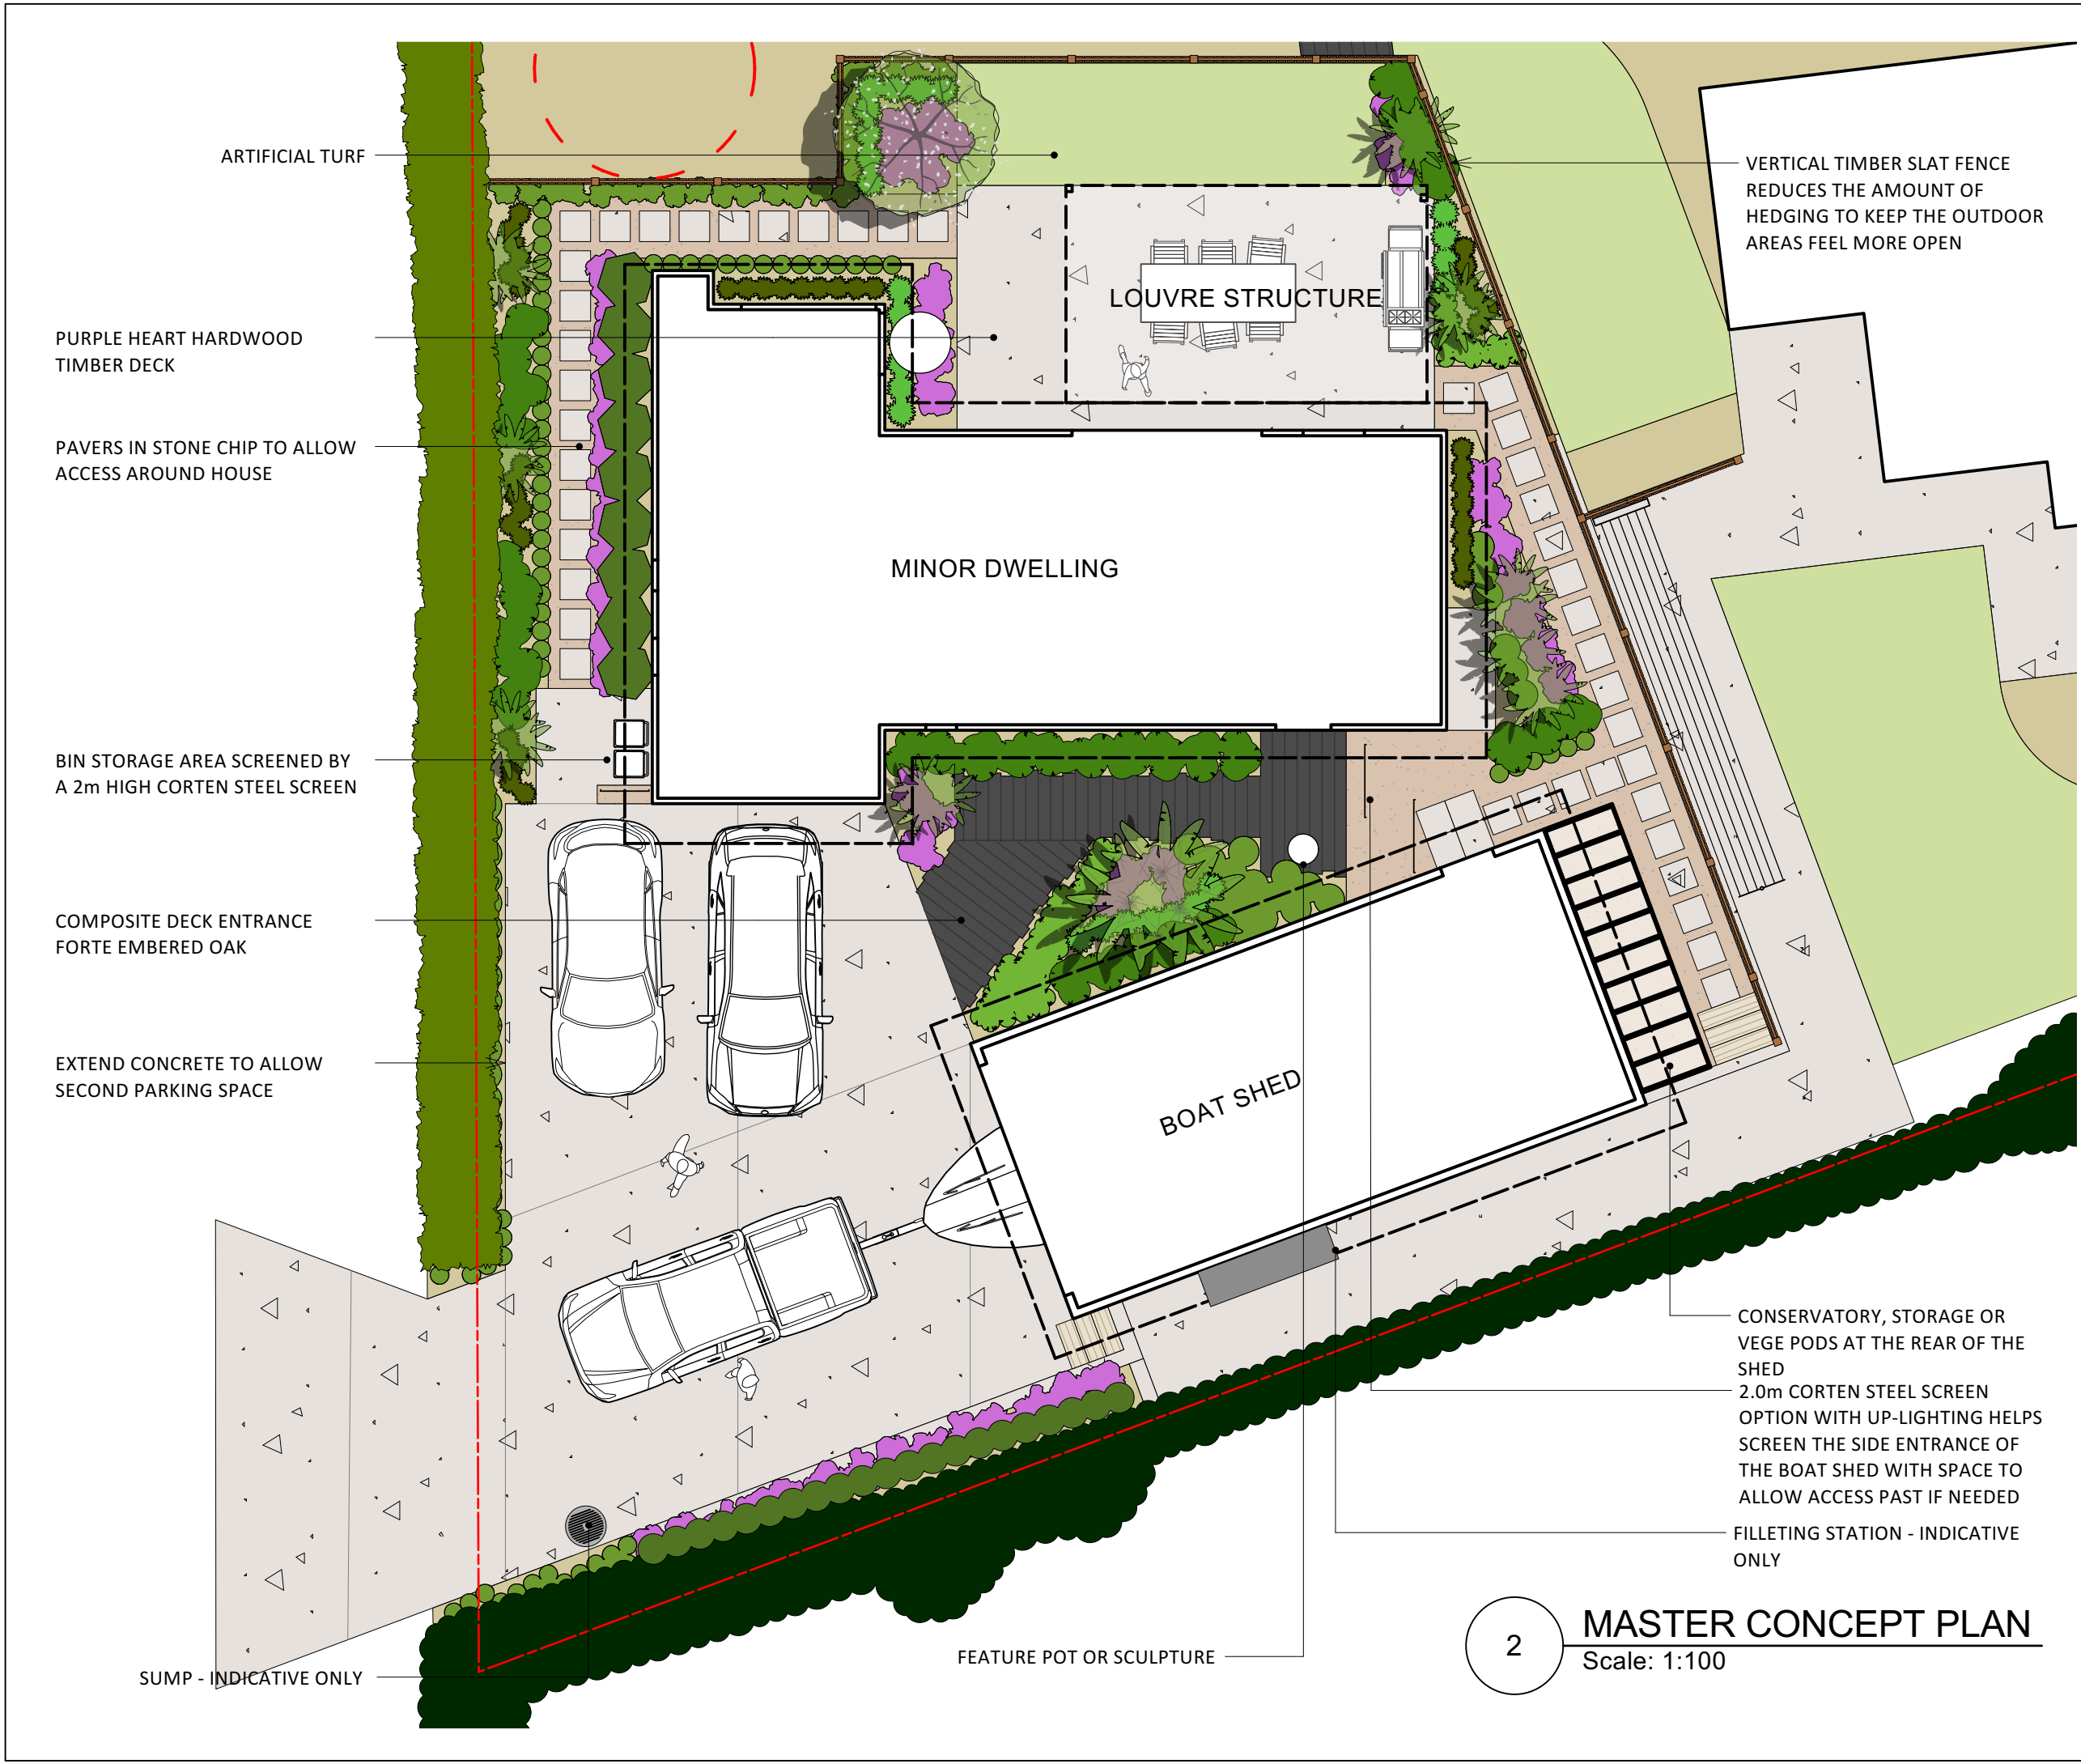 ARTIFICIAL TURF
PURPLE HEART HARDWOOD
TIMBER DECK
PAVERS IN STONE CHIP TO ALLOW
ACCESS AROUND HOUSE
BIN STORAGE AREA SCREENED BY
A 2m HIGH CORTEN STEEL SCREEN
COMPOSITE DECK ENTRANCE
FORTE EMBERED OAK
EXTEND CONCRETE TO ALLOW
SECOND PARKING SPACE
SUMP - INDICATIVE ONLY
LOUVRE STRUCTURE
MINOR DWELLING
BOAT SHED
FEATURE POT OR SCULPTURE
VERTICAL TIMBER SLAT FENCE
REDUCES THE AMOUNT OF
HEDGING TO KEEP THE OUTDOOR
AREAS FEEL MORE OPEN
CONSERVATORY, STORAGE OR
VEGE PODS AT THE REAR OF THE
SHED
2.0m CORTEN STEEL SCREEN
OPTION WITH UP-LIGHTING HELPS
SCREEN THE SIDE ENTRANCE OF
THE BOAT SHED WITH SPACE TO
ALLOW ACCESS PAST IF NEEDED
FILLETING STATION - INDICATIVE
ONLY
2
MASTER CONCEPT PLAN
Scale: 1:100